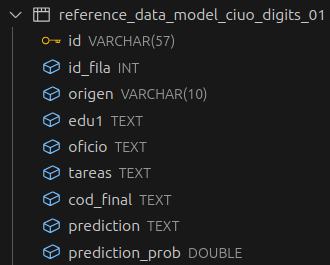 reference_data_model_ciuo_digits_01
id VARCHAR(57)
id_fila INT
origen VARCHAR(10)
edu1 TEXT
oficio TEXT
tareas TEXT
cod_final TEXT
prediction TEXT
prediction_prob DOUBLE